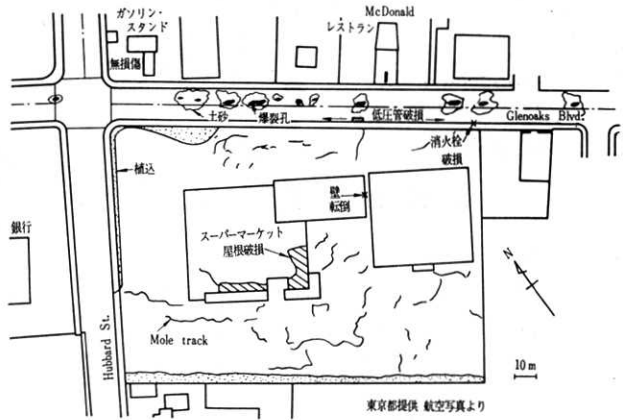 ガソリン・
スタンド
無損傷
McDonald
レストラン
土砂
爆裂孔
低圧管破損
Glenoaks Blvd.
消火栓
破損
植込
銀行
壁
転倒
スーパーマーケット
屋根破損
N
Mole track
Hubbard St.
10 m
東京都提供 航空写真より